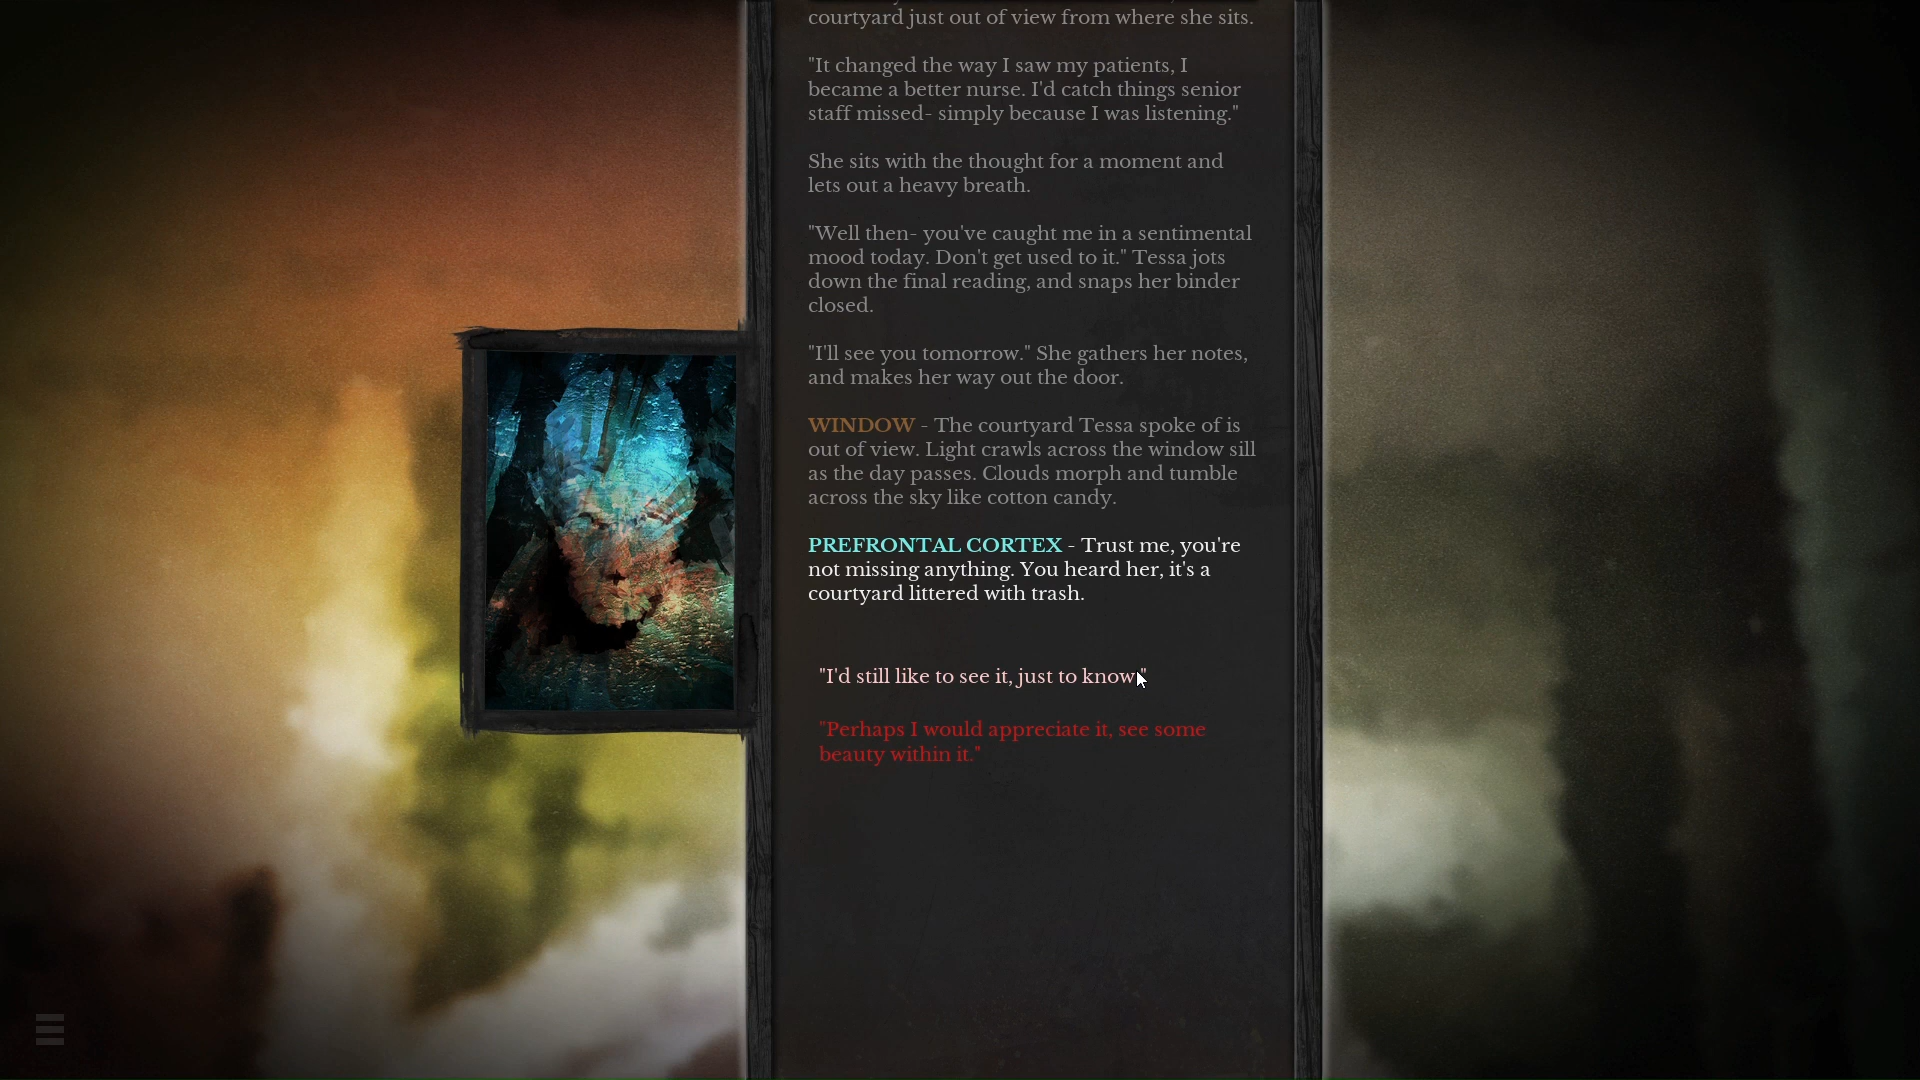 courtyard just out of view from where she sits.
"It changed the way I saw my patients, I
became a better nurse. I'd catch things senior
staff missed- simply because I was listening."
She sits with the thought for a moment and
lets out a heavy breath.
"Well then- you've caught me in a sentimental
mood today. Don't get used to it." Tessa jots
down the final reading, and snaps her binder
closed.
"I'll see you tomorrow." She gathers her notes,
and makes her way out the door.
WINDOW - The courtyard Tessa spoke of is
out of view. Light crawls across the window sill
as the day passes. Clouds morph and tumble
across the sky like cotton candy.
PREFRONTAL CORTEX - Trust me, you're
not missing anything. You heard her, it's a
courtyard littered with trash.
"I'd still like to see it, just to know."
"Perhaps I would appreciate it, see some
beauty within it."